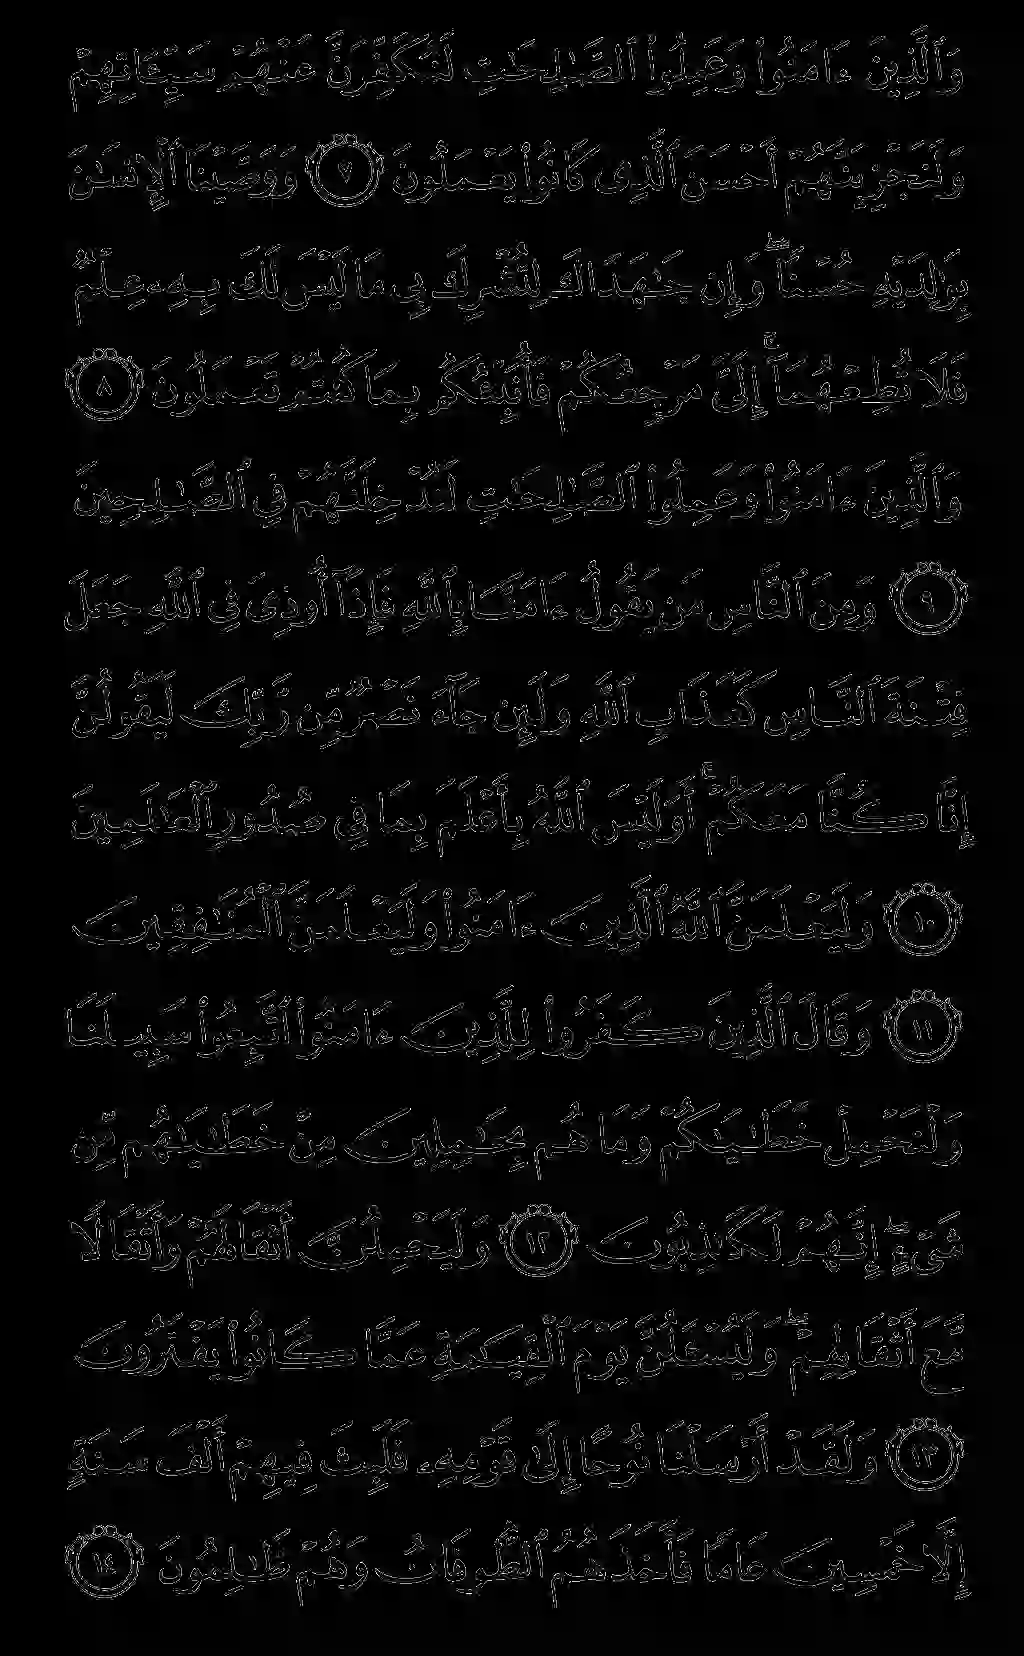 وَٱلَّذِينَ ءَامَنُوا۟ وَعَمِلُوا۟ ٱلصَّـٰلِحَـٰتِ لَنُكَفِّرَنَّ عَنْهُمْ سَيِّـَٔاتِهِمْ
وَلَنَجْزِيَنَّهُمْ أَحْسَنَ ٱلَّذِى كَانُوا۟ يَعْمَلُونَ ٧ وَوَصَّيْنَا ٱلْإِنسَـٰنَ
بِوَٰلِدَيْهِ حُسْنًا ۖ وَإِن جَـٰهَدَاكَ لِتُشْرِكَ بِى مَا لَيْسَ لَكَ بِهِۦ عِلْمٌ
فَلَا تُطِعْهُمَآ ۚ إِلَىَّ مَرْجِعُكُمْ فَأُنَبِّئُكُم بِمَا كُنتُمْ تَعْمَلُونَ ٨
وَٱلَّذِينَ ءَامَنُوا۟ وَعَمِلُوا۟ ٱلصَّـٰلِحَـٰتِ لَنُدْخِلَنَّهُمْ فِى ٱلصَّـٰلِحِينَ
٩ وَمِنَ ٱلنَّاسِ مَن يَقُولُ ءَامَنَّا بِٱللَّهِ فَإِذَآ أُوذِىَ فِى ٱللَّهِ جَعَلَ
فِتْنَةَ ٱلنَّاسِ كَعَذَابِ ٱللَّهِ وَلَئِن جَآءَ نَصْرٌ مِّن رَّبِّكَ لَيَقُولُنَّ
إِنَّا كُنَّا مَعَكُمْ ۚ أَوَلَيْسَ ٱللَّهُ بِأَعْلَمَ بِمَا فِى صُدُورِ ٱلْعَـٰلَمِينَ
١٠ وَلَيَعْلَمَنَّ ٱللَّهُ ٱلَّذِينَ ءَامَنُوا۟ وَلَيَعْلَمَنَّ ٱلْمُنَـٰفِقِينَ
١١ وَقَالَ ٱلَّذِينَ كَفَرُوا۟ لِلَّذِينَ ءَامَنُوا۟ ٱتَّبِعُوا۟ سَبِيلَنَا
وَلْنَحْمِلْ خَطَـٰيَـٰكُمْ وَمَا هُم بِحَـٰمِلِينَ مِنْ خَطَـٰيَـٰهُم مِّن
شَىْءٍ ۖ إِنَّهُمْ لَكَـٰذِبُونَ ١٢ وَلَيَحْمِلُنَّ أَثْقَالَهُمْ وَأَثْقَالًا
مَّعَ أَثْقَالِهِمْ ۖ وَلَيُسْـَٔلُنَّ يَوْمَ ٱلْقِيَـٰمَةِ عَمَّا كَانُوا۟ يَفْتَرُونَ
١٣ وَلَقَدْ أَرْسَلْنَا نُوحًا إِلَىٰ قَوْمِهِۦ فَلَبِثَ فِيهِمْ أَلْفَ سَنَةٍ
إِلَّا خَمْسِينَ عَامًا فَأَخَذَهُمُ ٱلطُّوفَانُ وَهُمْ ظَـٰلِمُونَ ١٤